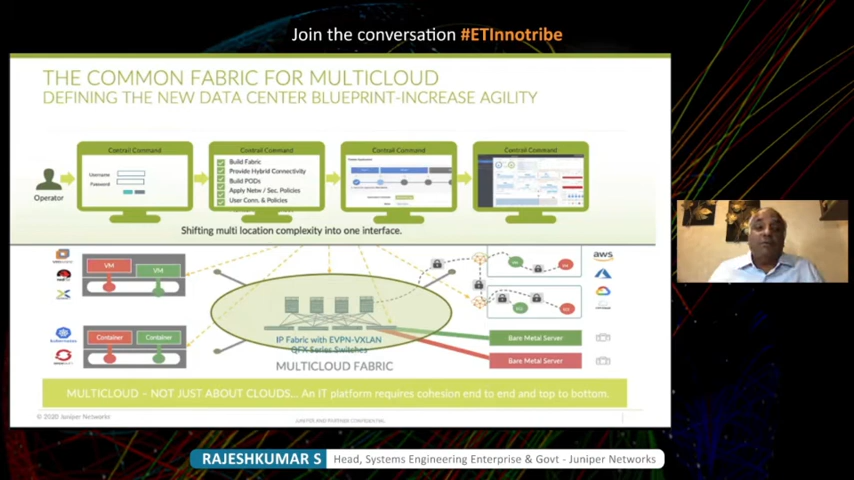 Join the conversation #ETInnotribe
THE COMMON FABRIC FOR MULTICLOUD
DEFINING THE NEW DATA CENTER BLUEPRINT-INCREASE AGILITY
Operator
Contrail Command
Username
Password
Contrail Command
Build Fabric
Provide Hybrid Connectivity
Build PODs
Apply Netw / Sec. Policies
User Conn. & Policies
Contrail Command
Contrail Command
Shifting multi location complexity into one interface.
VM
VM
Container
Container
IP Fabric with EVPN-VXLAN
QFX Series Switches
MULTICLOUD FABRIC
aws
Bare Metal Server
Bare Metal Server
MULTICLOUD – NOT JUST ABOUT CLOUDS... An IT platform requires cohesion end to end and top to bottom.
© 2020 Juniper Networks
JUNIPER AND PARTNER CONFIDENTIAL
RAJESHKUMAR S
Head, Systems Engineering Enterprise & Govt - Juniper Networks